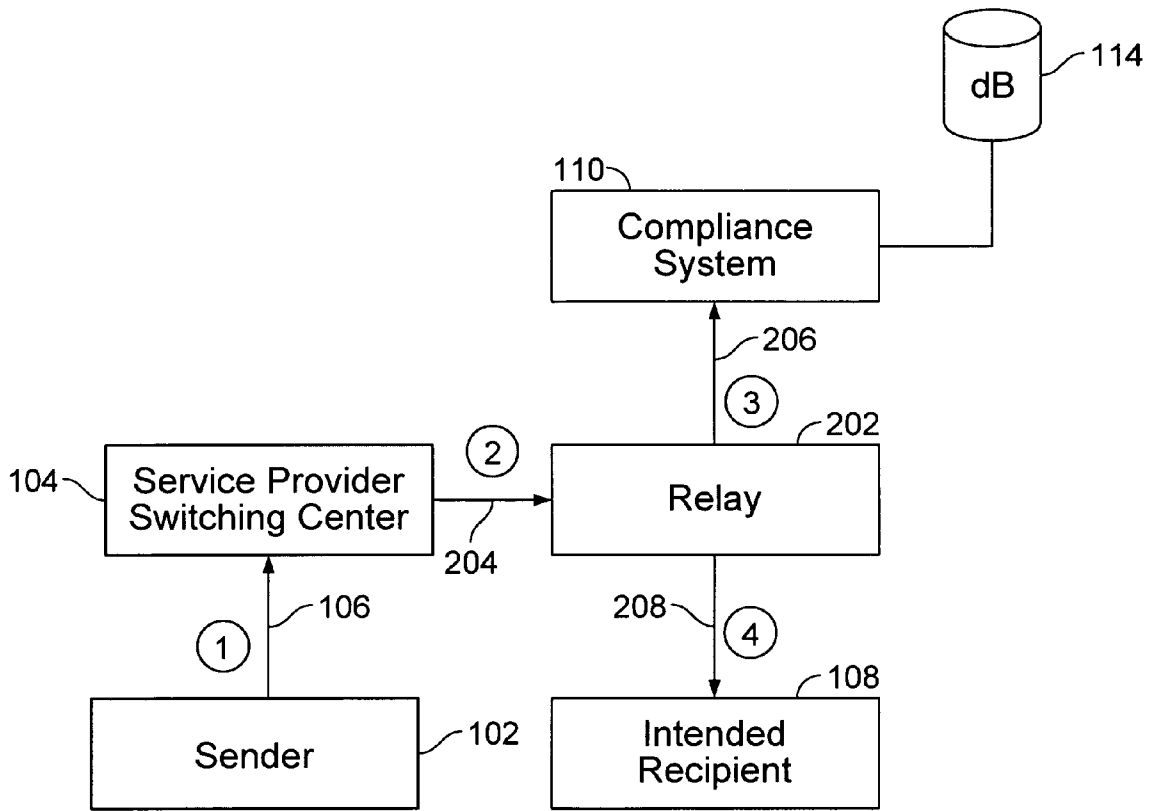 dB
114
110
Compliance
System
206
3
202
2
104
Service Provider
Switching Center
Relay
204
106
208
1
4
108
Sender
102
Intended
Recipient